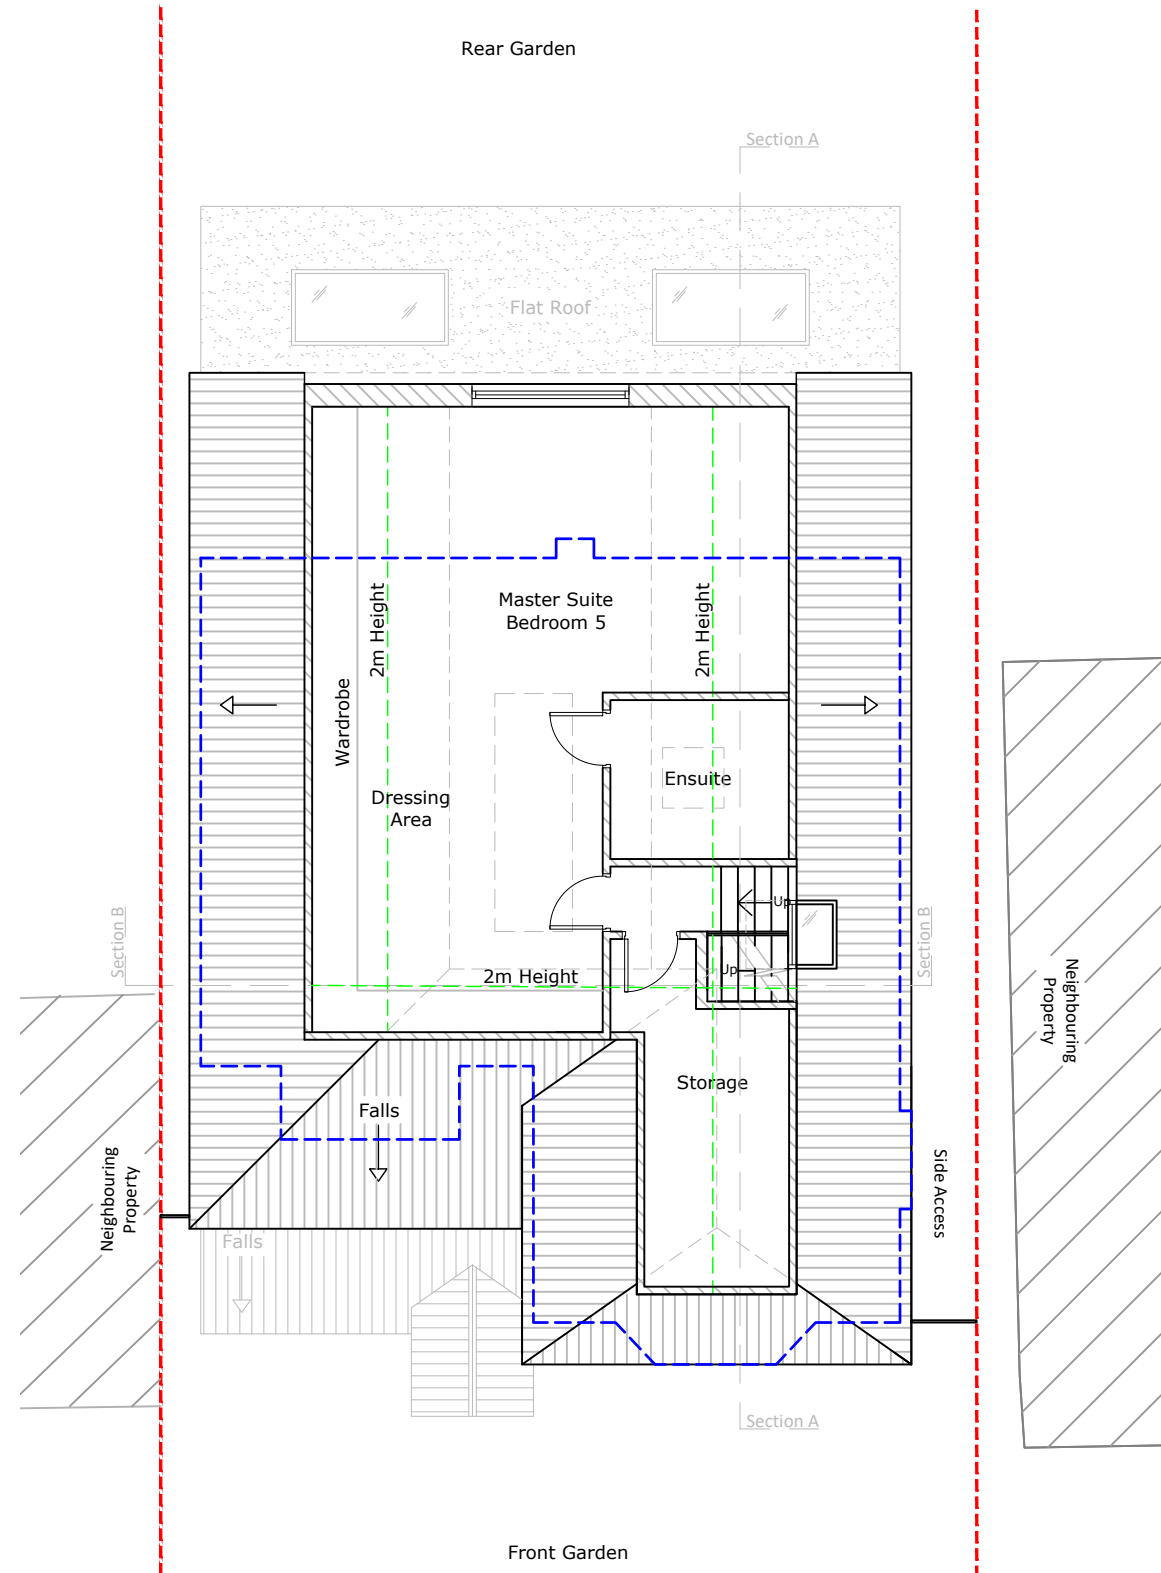 Rear Garden
Section A
Flat Roof
2m Height
Master Suite
Bedroom 5
2m Height
Wardrobe
Ensuite
Dressing
Area
Up
Section B
Section B
Up
2m Height
Neighbouring
Property
Storage
Falls
Neighbouring
Property
Side Access
Falls
Section A
Front Garden